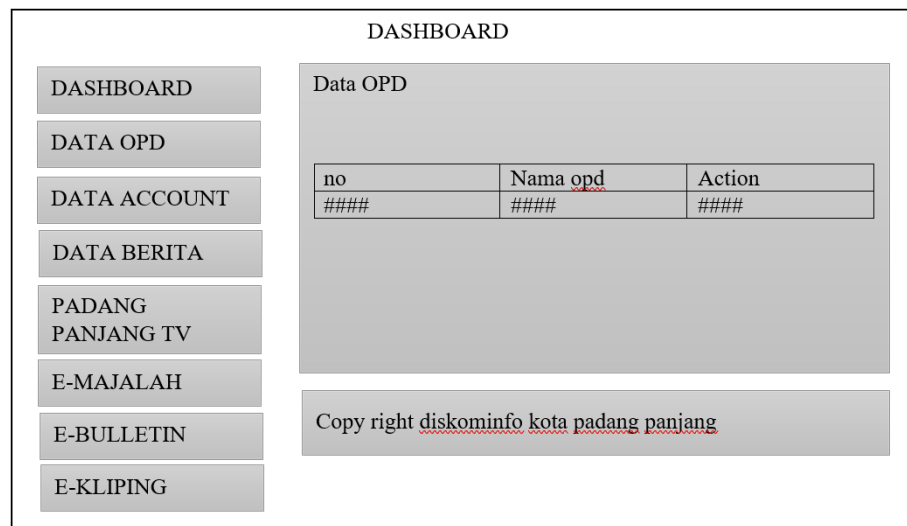 DASHBOARD
DASHBOARD
DATA OPD
DATA ACCOUNT
DATA BERITA
PADANG
PANJANG TV
E-MAJALAH
E-BULLETIN
E-KLIPING
Data OPD
no Nama opd Action
#### #### ####
Copy right diskominfo kota padang panjang